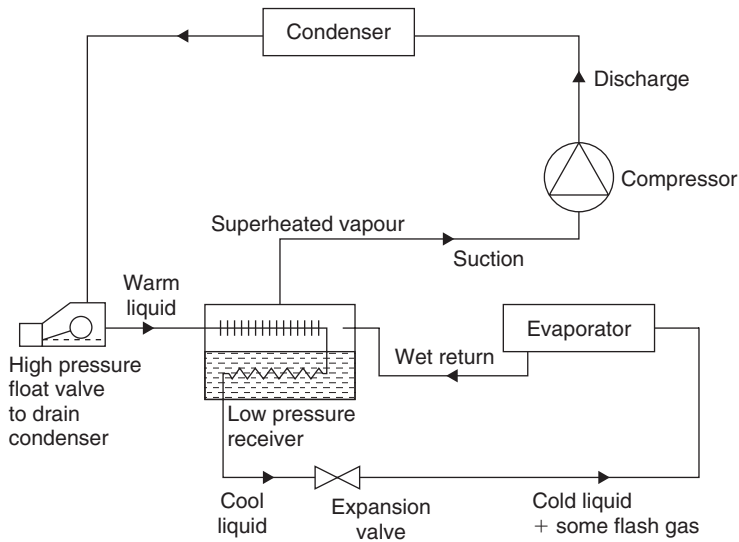 Condenser
Discharge
Compressor
Superheated vapour
Suction
Warm
liquid
Evaporator
Wet return
High pressure
float valve
to drain
condenser
Low pressure
receiver
Cool
liquid
Expansion
valve
Cold liquid
+ some flash gas